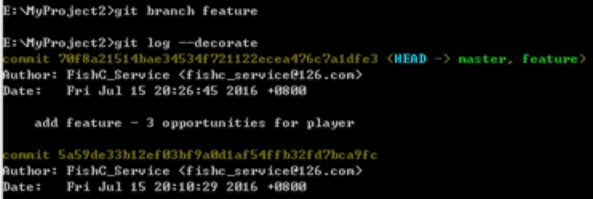 E:\MyProject2>git branch feature
E:\MyProject2>git log --decorate
commit 70f8a21514bae34534f721122ecea476c7a1dfe3 (HEAD -> master, feature)
Author: FishC_Service <fishc_service@126.com>
Date:   Fri Jul 15 20:26:45 2016 +0800
add feature - 3 opportunities for player
commit 5a59de33b12ef03bf9a0d1af54ffb32fd7bca9fc
Author: FishC_Service <fishc_service@126.com>
Date:   Fri Jul 15 20:10:29 2016 +0800